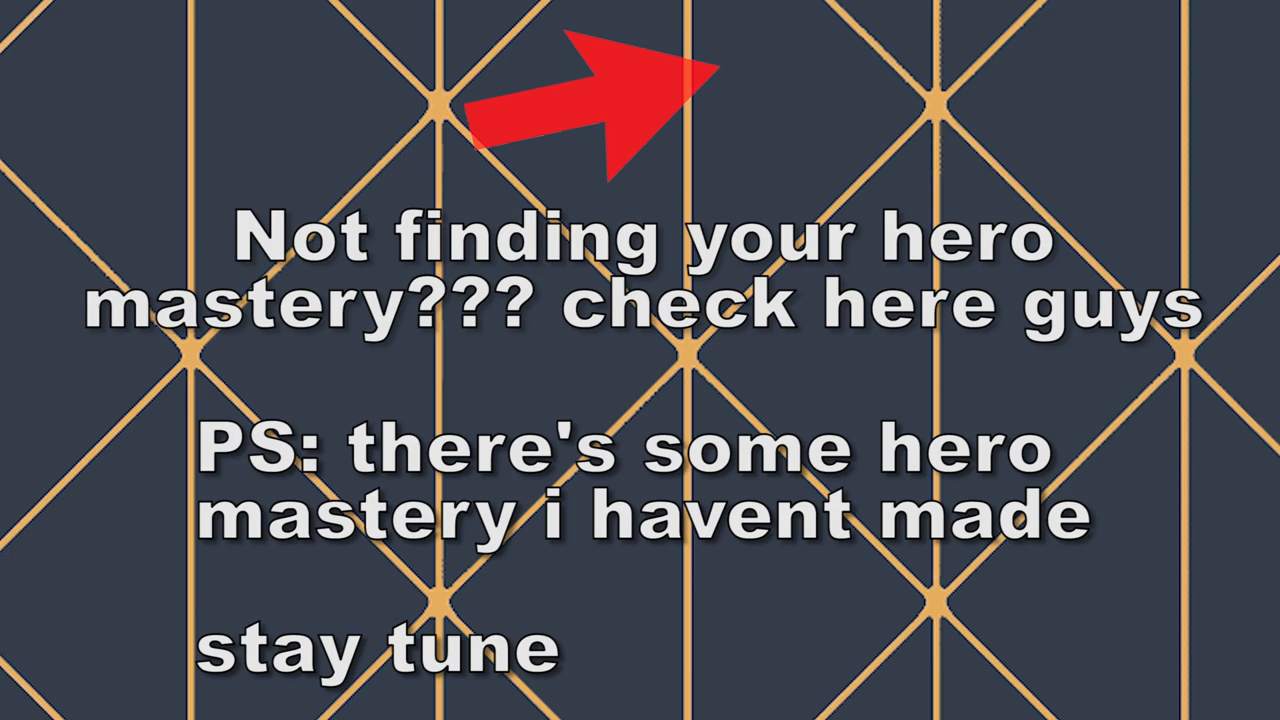 Not finding your hero
mastery??? check here guys
PS: there's some hero
mastery i havent made
stay tune